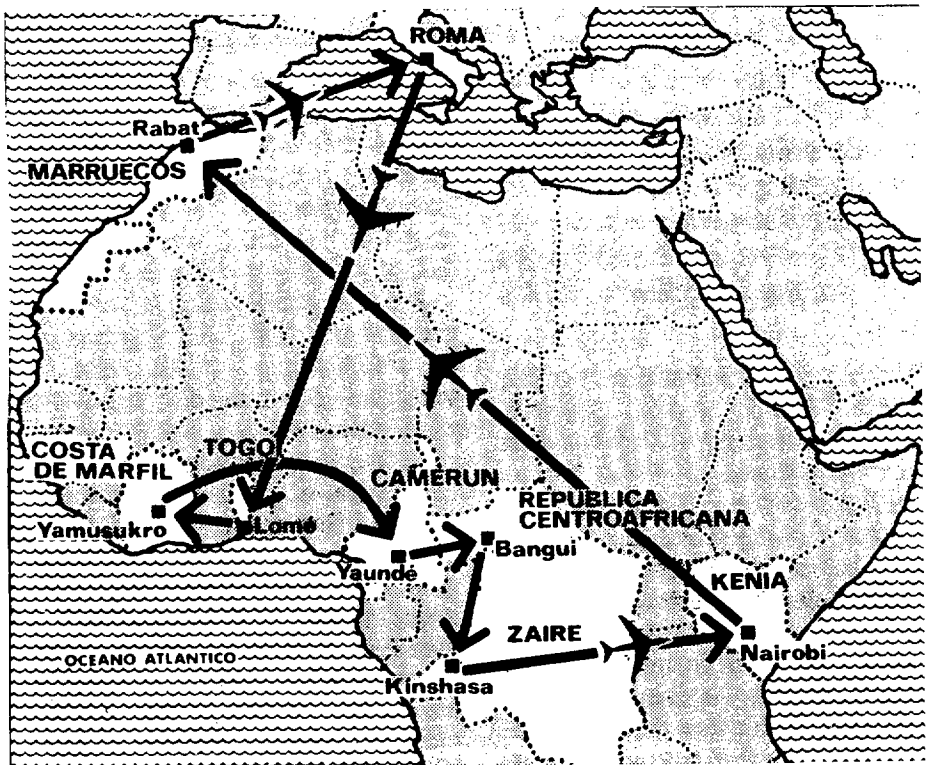 ROMA
Rabat
MARRUECOS
COSTA
DE MARFIL
TOGO
CAMERUN
REPUBLICA
CENTROAFRICANA
Yamusukro
Lomé
Yaundé
Bangui
KENIA
ZAIRE
Nairobi
OCEANO ATLANTICO
Kinshasa